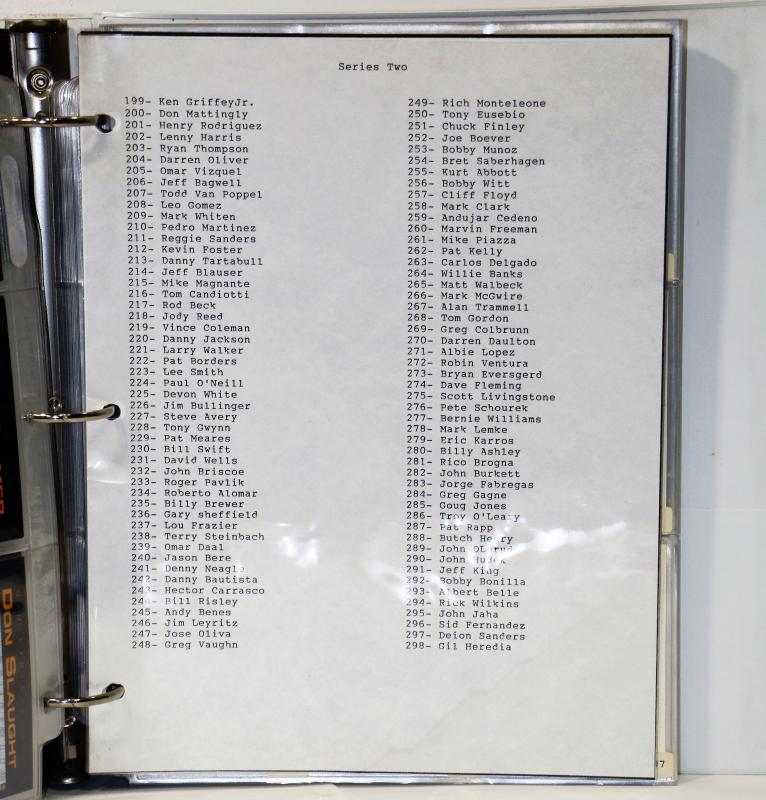 Series Two
199- Ken GriffeyJr.
200- Don Mattingly
201- Henry Rodriguez
202- Lenny Harris
203- Ryan Thompson
204- Darren Oliver
205- Omar Vizquel
206- Jeff Bagwell
207- Todd Van Poppel
208- Leo Gomez
209- Mark Whiten
210- Pedro Martinez
211- Reggie Sanders
212- Kevin Foster
213- Danny Tartabull
214- Jeff Blauser
215- Mike Magnante
216- Tom Candiotti
217- Rod Beck
218- Jody Reed
219- Vince Coleman
220- Danny Jackson
221- Larry Walker
222- Pat Borders
223- Lee Smith
224- Paul O'Neill
225- Devon White
226- Jim Bullinger
227- Steve Avery
228- Tony Gwynn
229- Pat Meares
230- Bill Swift
231- David Wells
232- John Briscoe
233- Roger Pavlik
234- Roberto Alomar
235- Billy Brewer
236- Gary sheffield
237- Lou Frazier
238- Terry Steinbach
239- Omar Daal
240- Jason Bere
241- Denny Neagle
242- Danny Bautista
243- Hector Carrasco
244- Bill Risley
245- Andy Benes
246- Jim Leyritz
247- Jose Oliva
248- Greg Vaughn
249- Rich Monteleone
250- Tony Eusebio
251- Chuck Finley
252- Joe Boever
253- Bobby Munoz
254- Bret Saberhagen
255- Kurt Abbott
256- Bobby Witt
257- Cliff Floyd
258- Mark Clark
259- Andujar Cedeno
260- Marvin Freeman
261- Mike Piazza
262- Pat Kelly
263- Carlos Delgado
264- Willie Banks
265- Matt Walbeck
266- Mark McGwire
267- Alan Trammell
268- Tom Gordon
269- Greg Colbrunn
270- Darren Daulton
271- Albie Lopez
272- Robin Ventura
273- Bryan Eversgerd
274- Dave Fleming
275- Scott Livingstone
276- Pete Schourek
277- Bernie Williams
278- Mark Lemke
279- Eric Karros
280- Billy Ashley
281- Rico Brogna
282- John Burkett
283- Jorge Fabregas
284- Greg Gagne
285- Goug Jones
286- Troy O'Leary
287- Pat Rapp
288- Butch Henry
289- John Olerud
290- John Hudek
291- Jeff King
292- Bobby Bonilla
293- Albert Belle
294- Rick Wilkins
295- John Jaha
296- Sid Fernandez
297- Deion Sanders
298- Gil Heredia
DON SLAUGHT